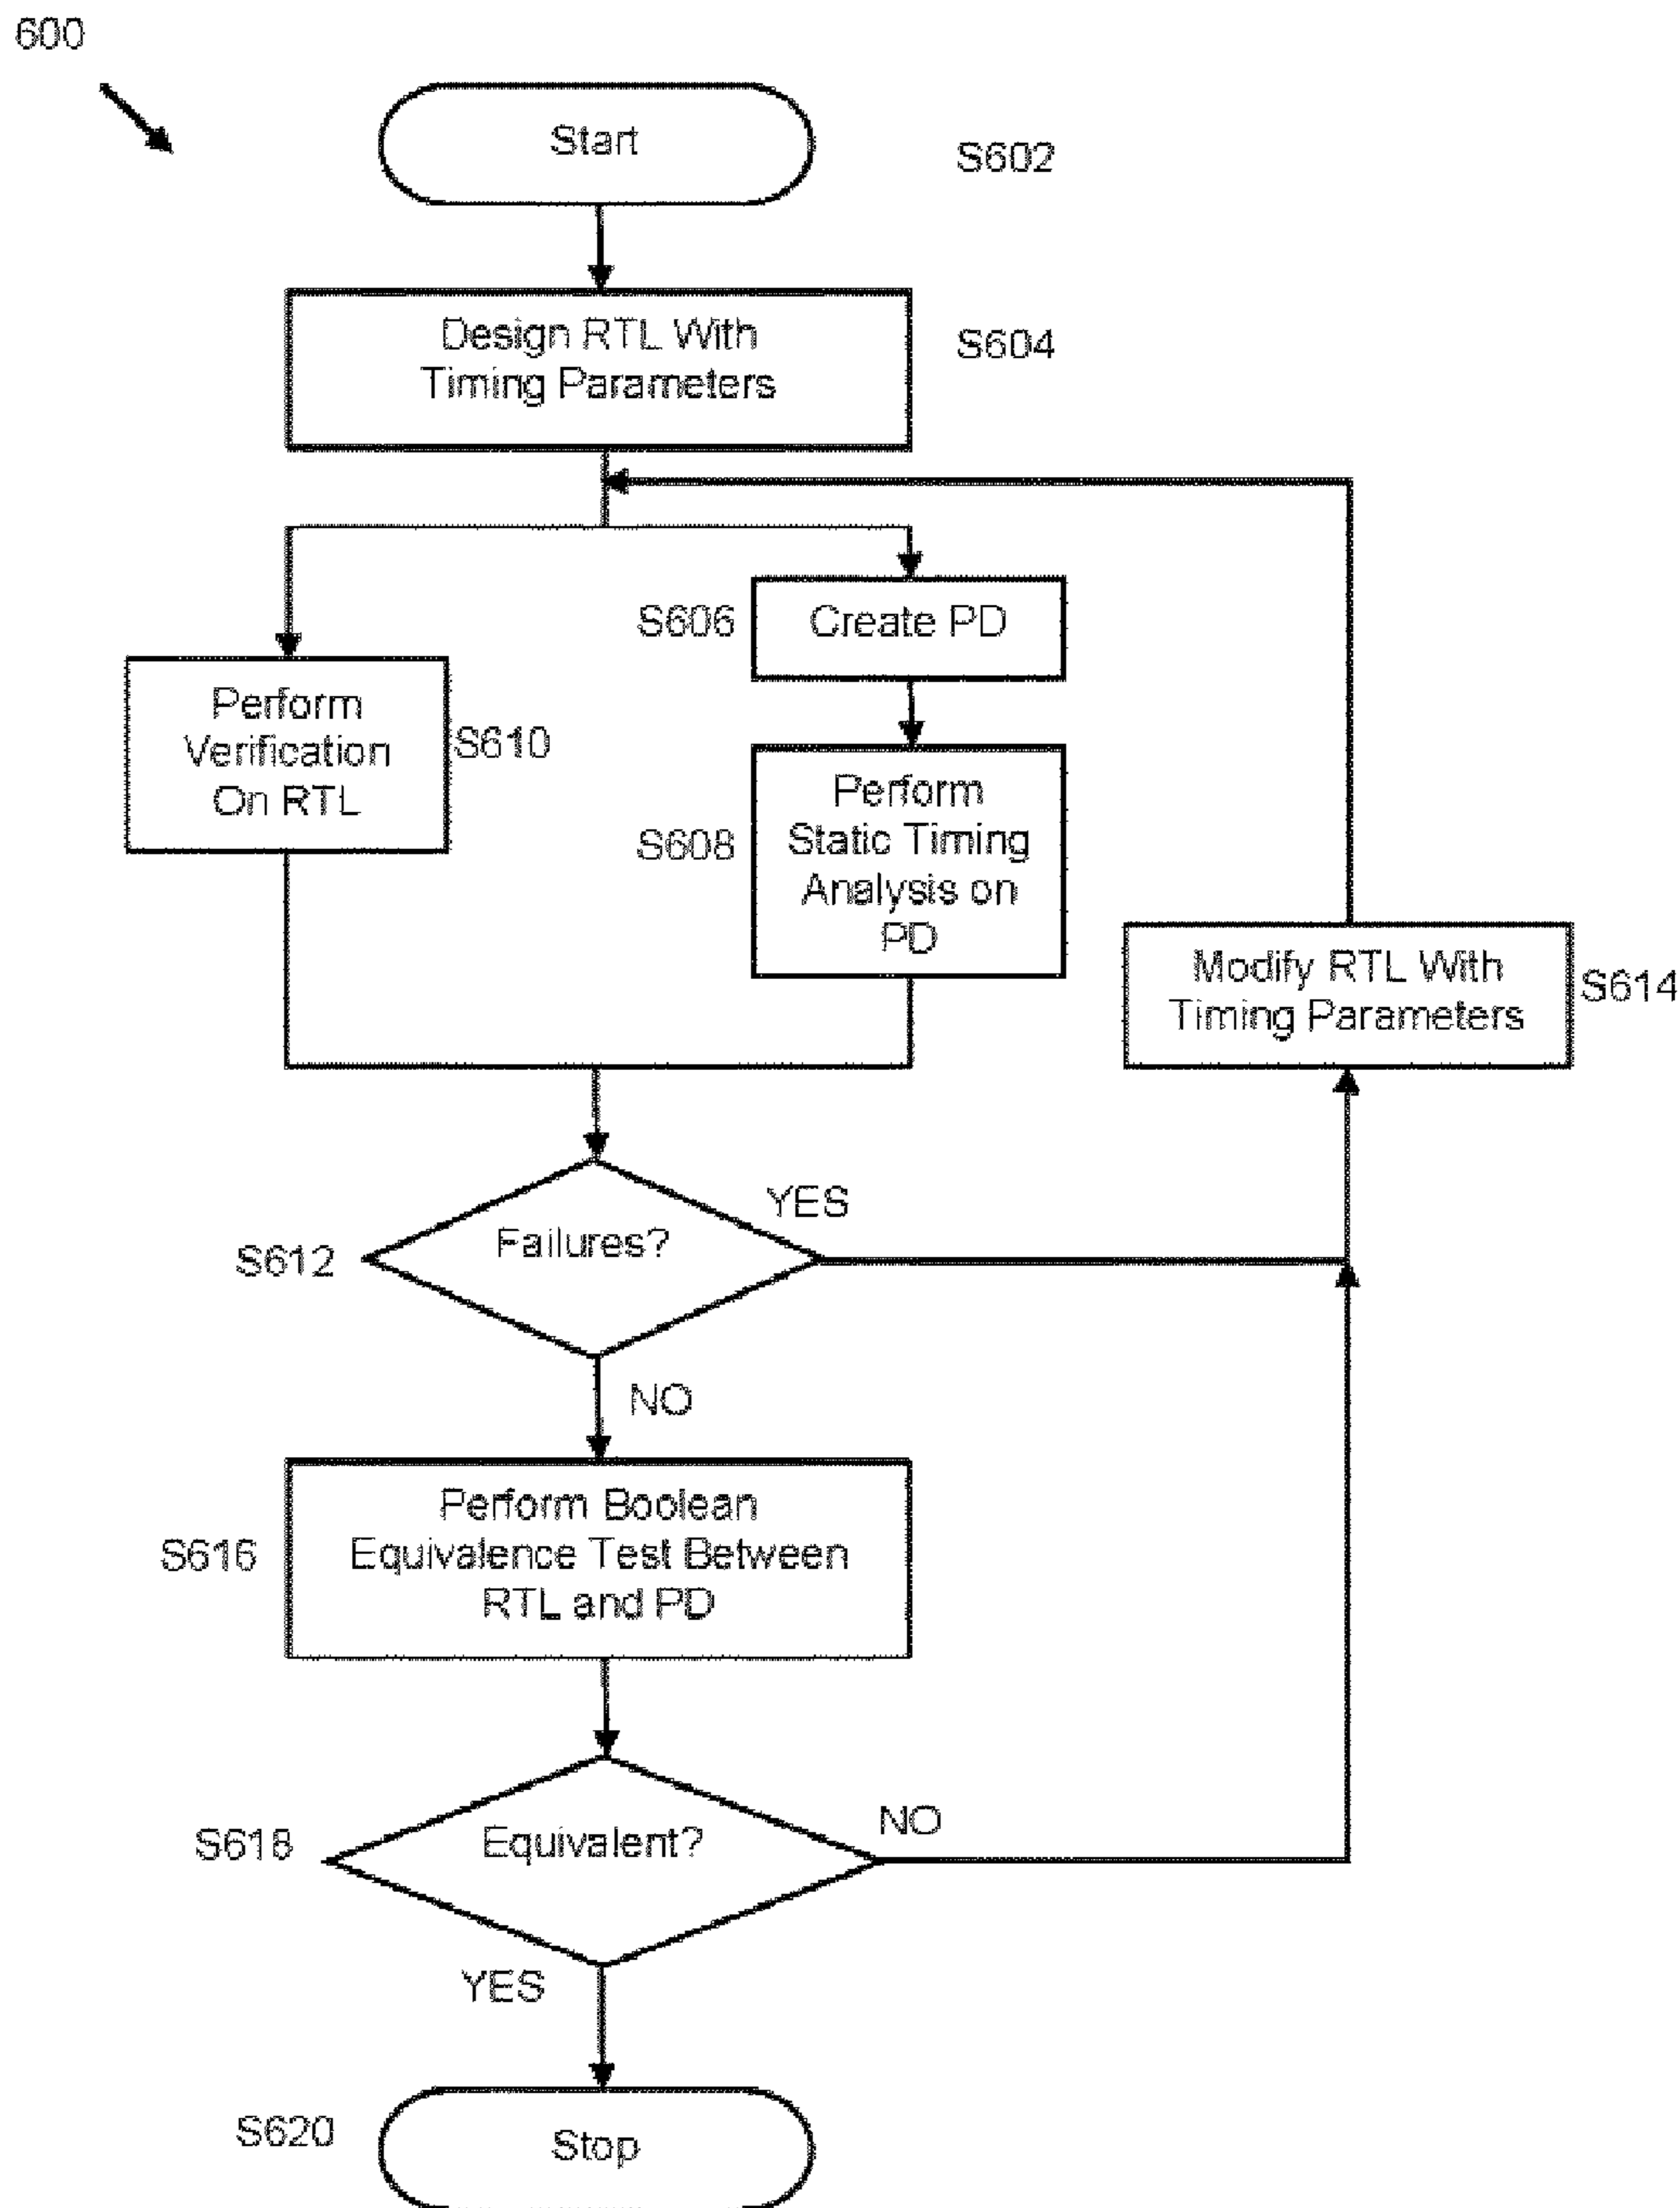 600
Start
S602
Design RTL With
Timing Parameters
S604
S606
Create PD
Perform
Verification
On RTL
S610
S608
Perform
Static Timing
Analysis on
PD
Modify RTL With
Timing Parameters
S614
S612
Failures?
YES
NO
S616
Perform Boolean
Equivalence Test Between
RTL and PD
S618
Equivalent?
NO
YES
S620
Stop